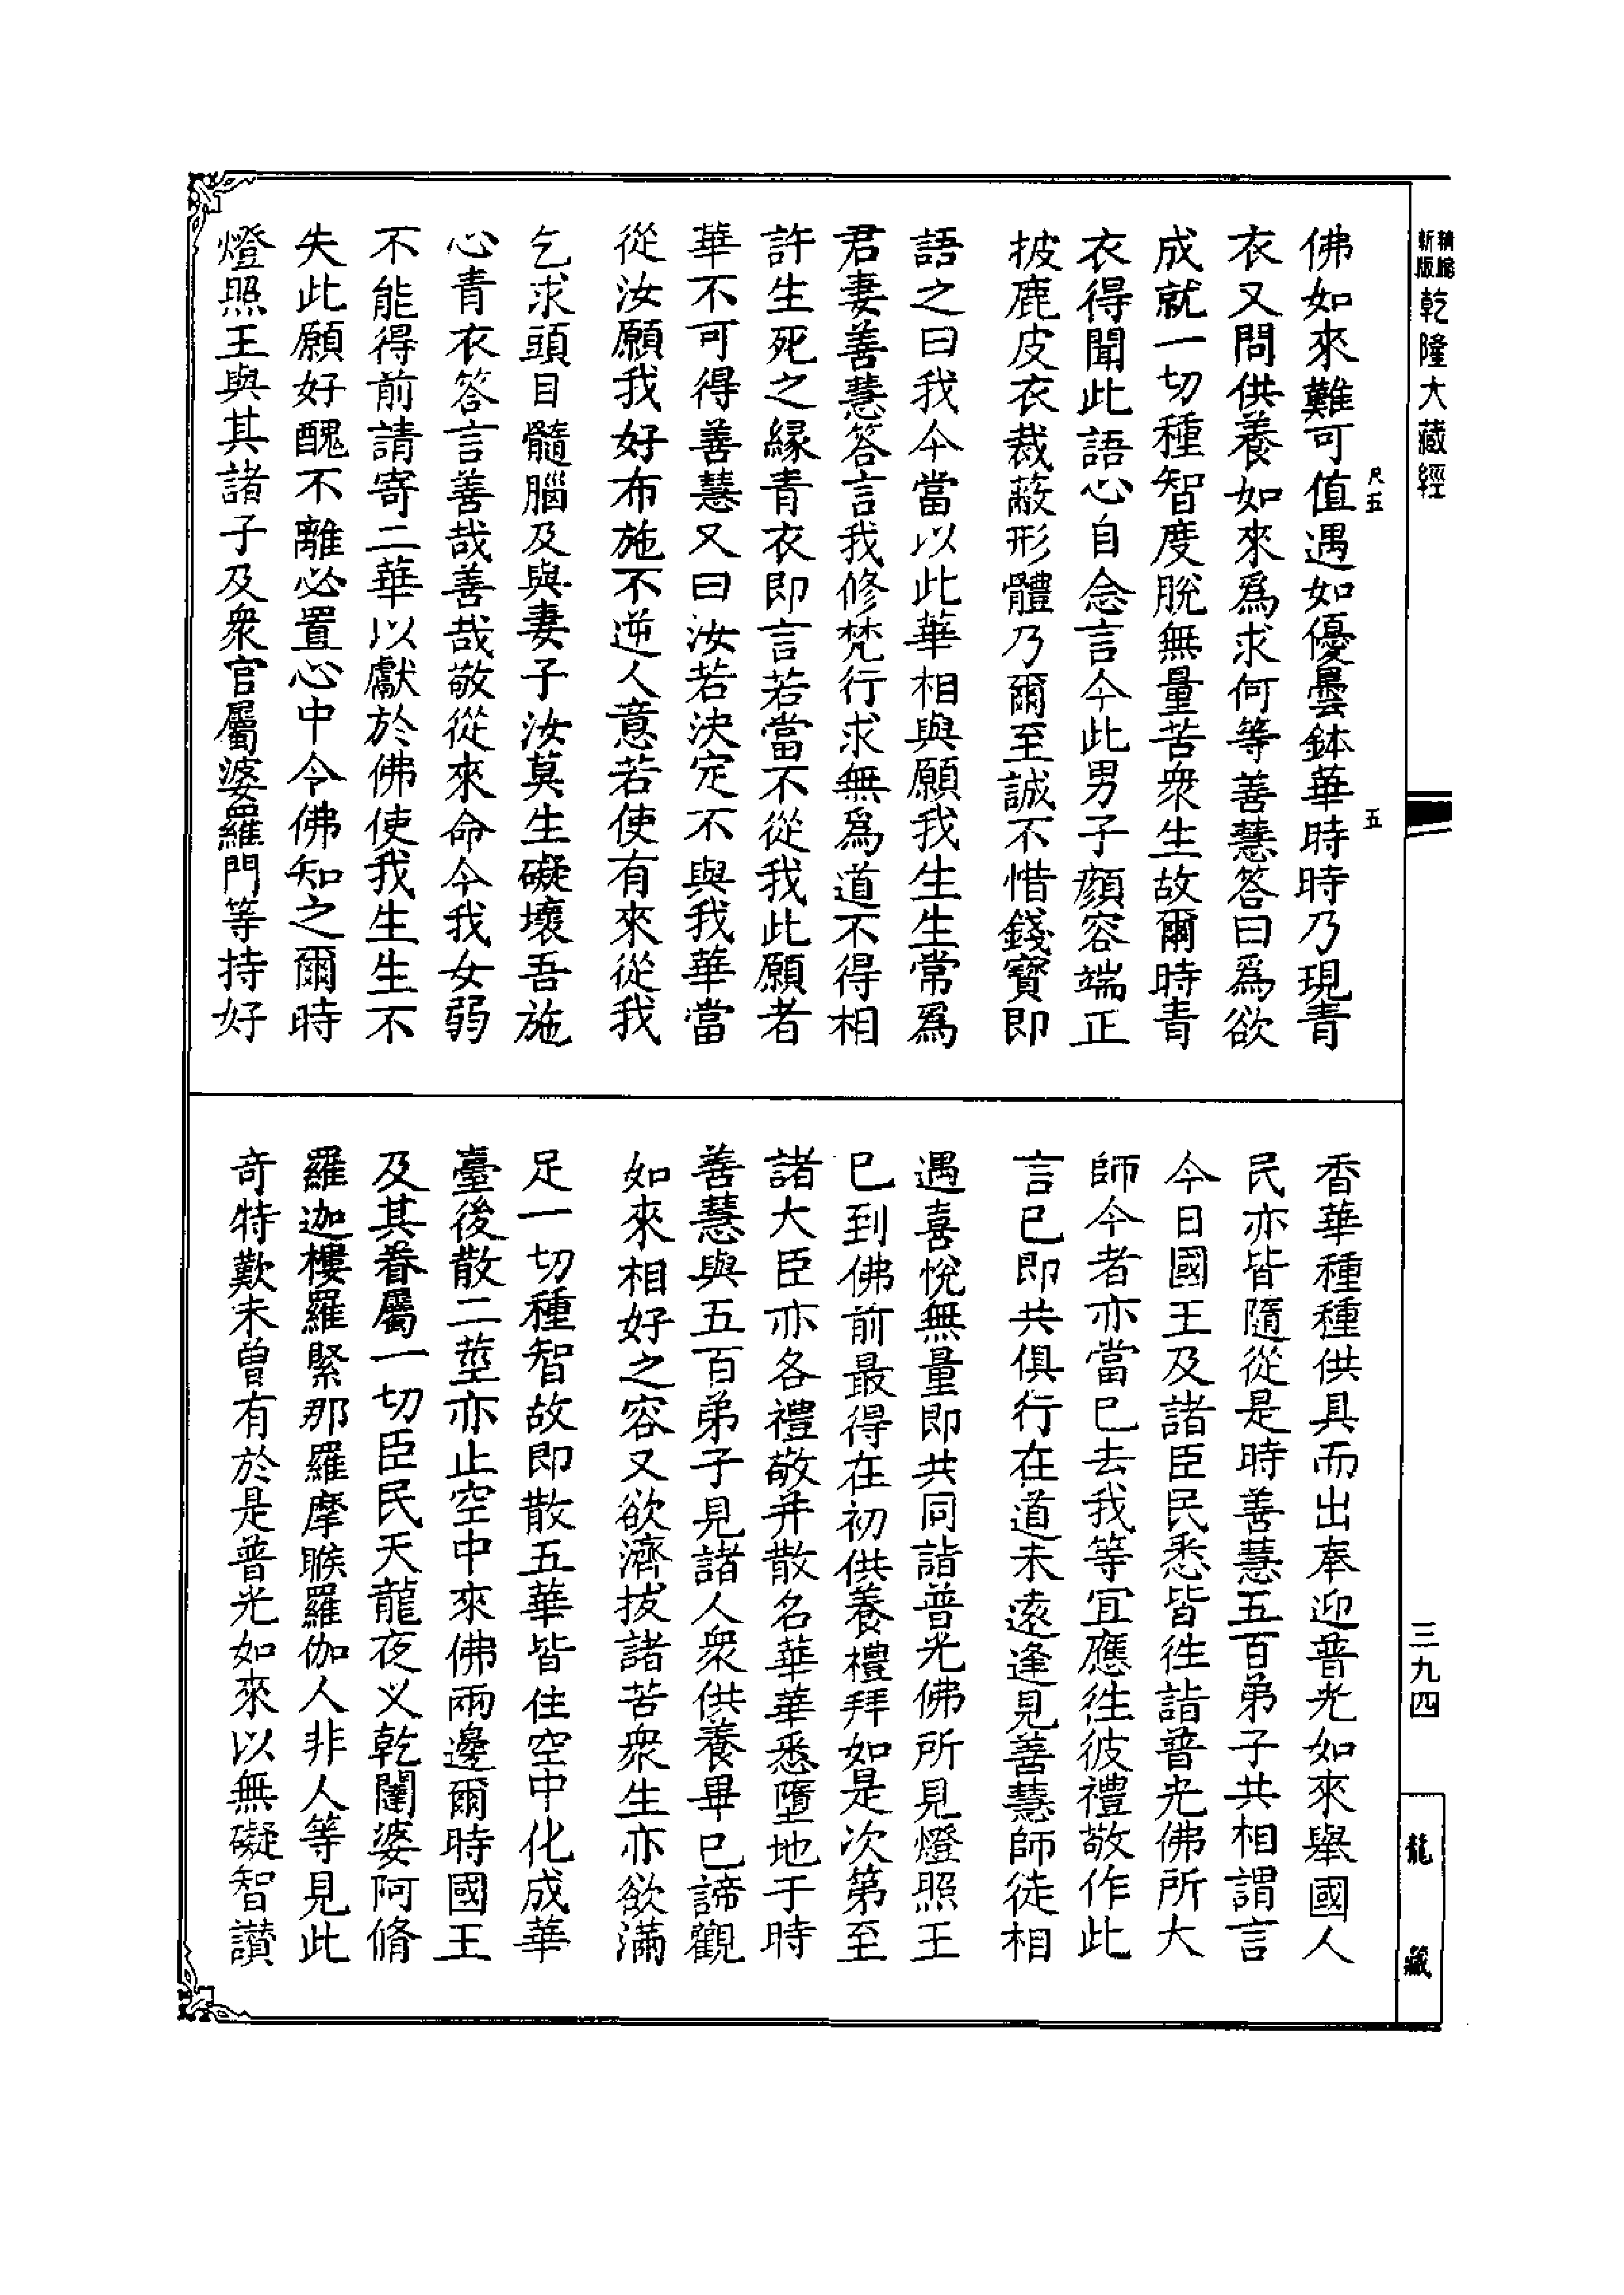 精縮
新版
乾隆大藏經
尺五
五
佛如來難可值遇如優曇鉢華時時乃現青
衣又問供養如來爲求何等善慧答曰爲欲
成就一切種智度脫無量苦衆生故爾時青
衣得聞此語心自念言今此男子顔容端正
披鹿皮衣裁蔽形體乃爾至誠不惜錢寶即
語之曰我今當以此華相與願我生生常爲
君妻善慧答言我修梵行求無爲道不得相
許生死之緣青衣即言若當不從我此願者
華不可得善慧又曰汝若決定不與我華當
從汝願我好布施不逆人意若使有來從我
乞求頭目髓腦及與妻子汝莫生礙壞吾施
心青衣答言善哉善哉敬從來命今我女弱
不能得前請寄二華以獻於佛使我生生不
失此願好醜不離必置心中令佛知之爾時
燈照王與其諸子及衆官屬婆羅門等持好
香華種種供具而出奉迎普光如來舉國人
民亦皆隨從是時善慧五百弟子共相謂言
今日國王及諸臣民悉皆徃詣普光佛所大
師今者亦當巳去我等宜應徃彼禮敬作此
言巳即共俱行在道未遠逢見善慧師徒相
遇喜悅無量即共同詣普光佛所見燈照王
巳到佛前最得在初供養禮拜如是次第至
諸大臣亦各禮敬并散名華華悉墮地于時
善慧與五百弟子見諸人衆供養畢巳諦觀
如來相好之容又欲濟拔諸苦衆生亦欲滿
足一切種智故即散五華皆住空中化成華
臺後散二莖亦止空中來佛兩邊爾時國王
及其眷屬一切臣民天龍夜叉乾闥婆阿脩
羅迦樓羅緊那羅摩睺羅伽人非人等見此
奇特歎未曾有於是普光如來以無礙智讃
三九四
龍藏